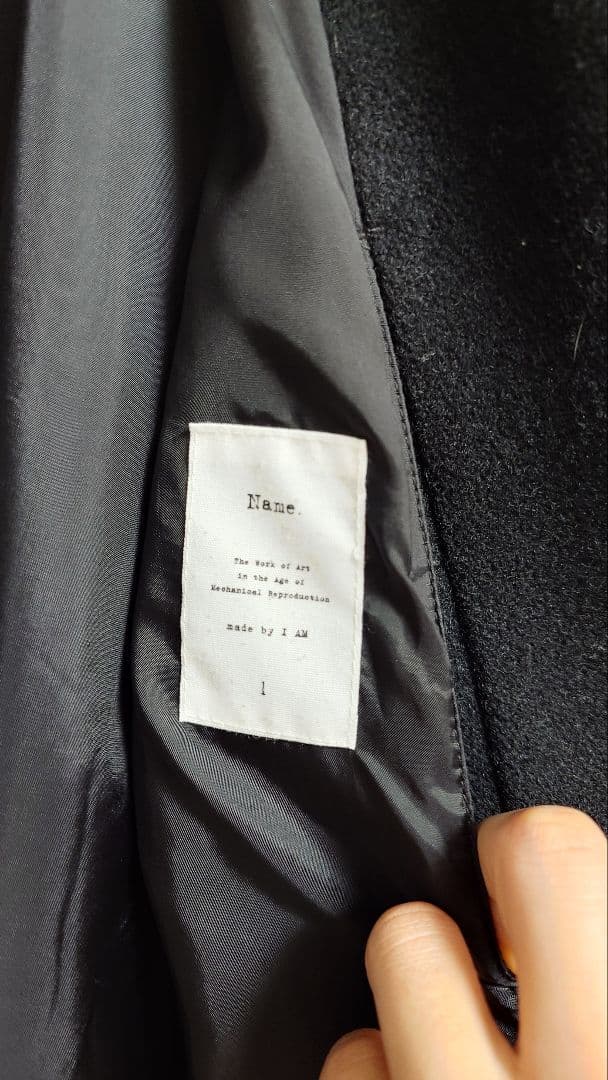 Name.
The Work of Art
in the Age of
Mechanical Reproduction
made by I AM
1